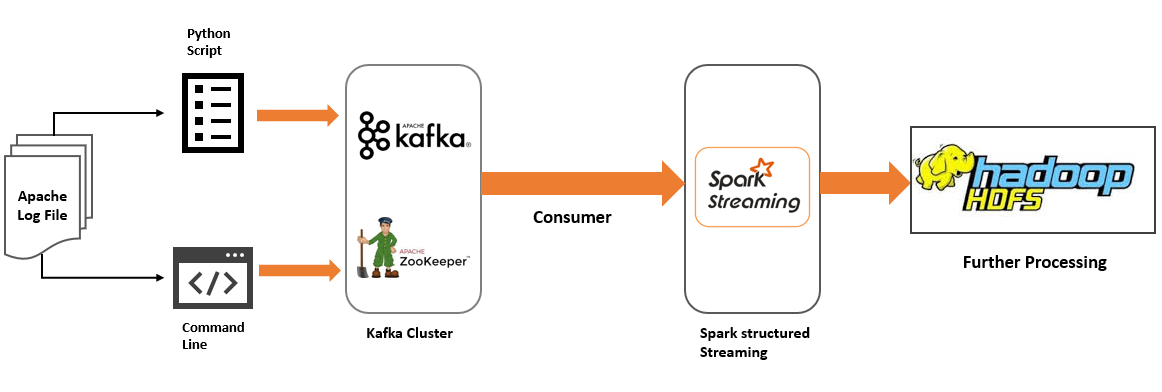 Python
Script
Apache
Log File
</>
Command
Line
APACHE
kafka®
APACHE
ZooKeeper™
Kafka Cluster
Consumer
Spark
Streaming
Spark structured
Streaming
hadoop
HDFS
Further Processing